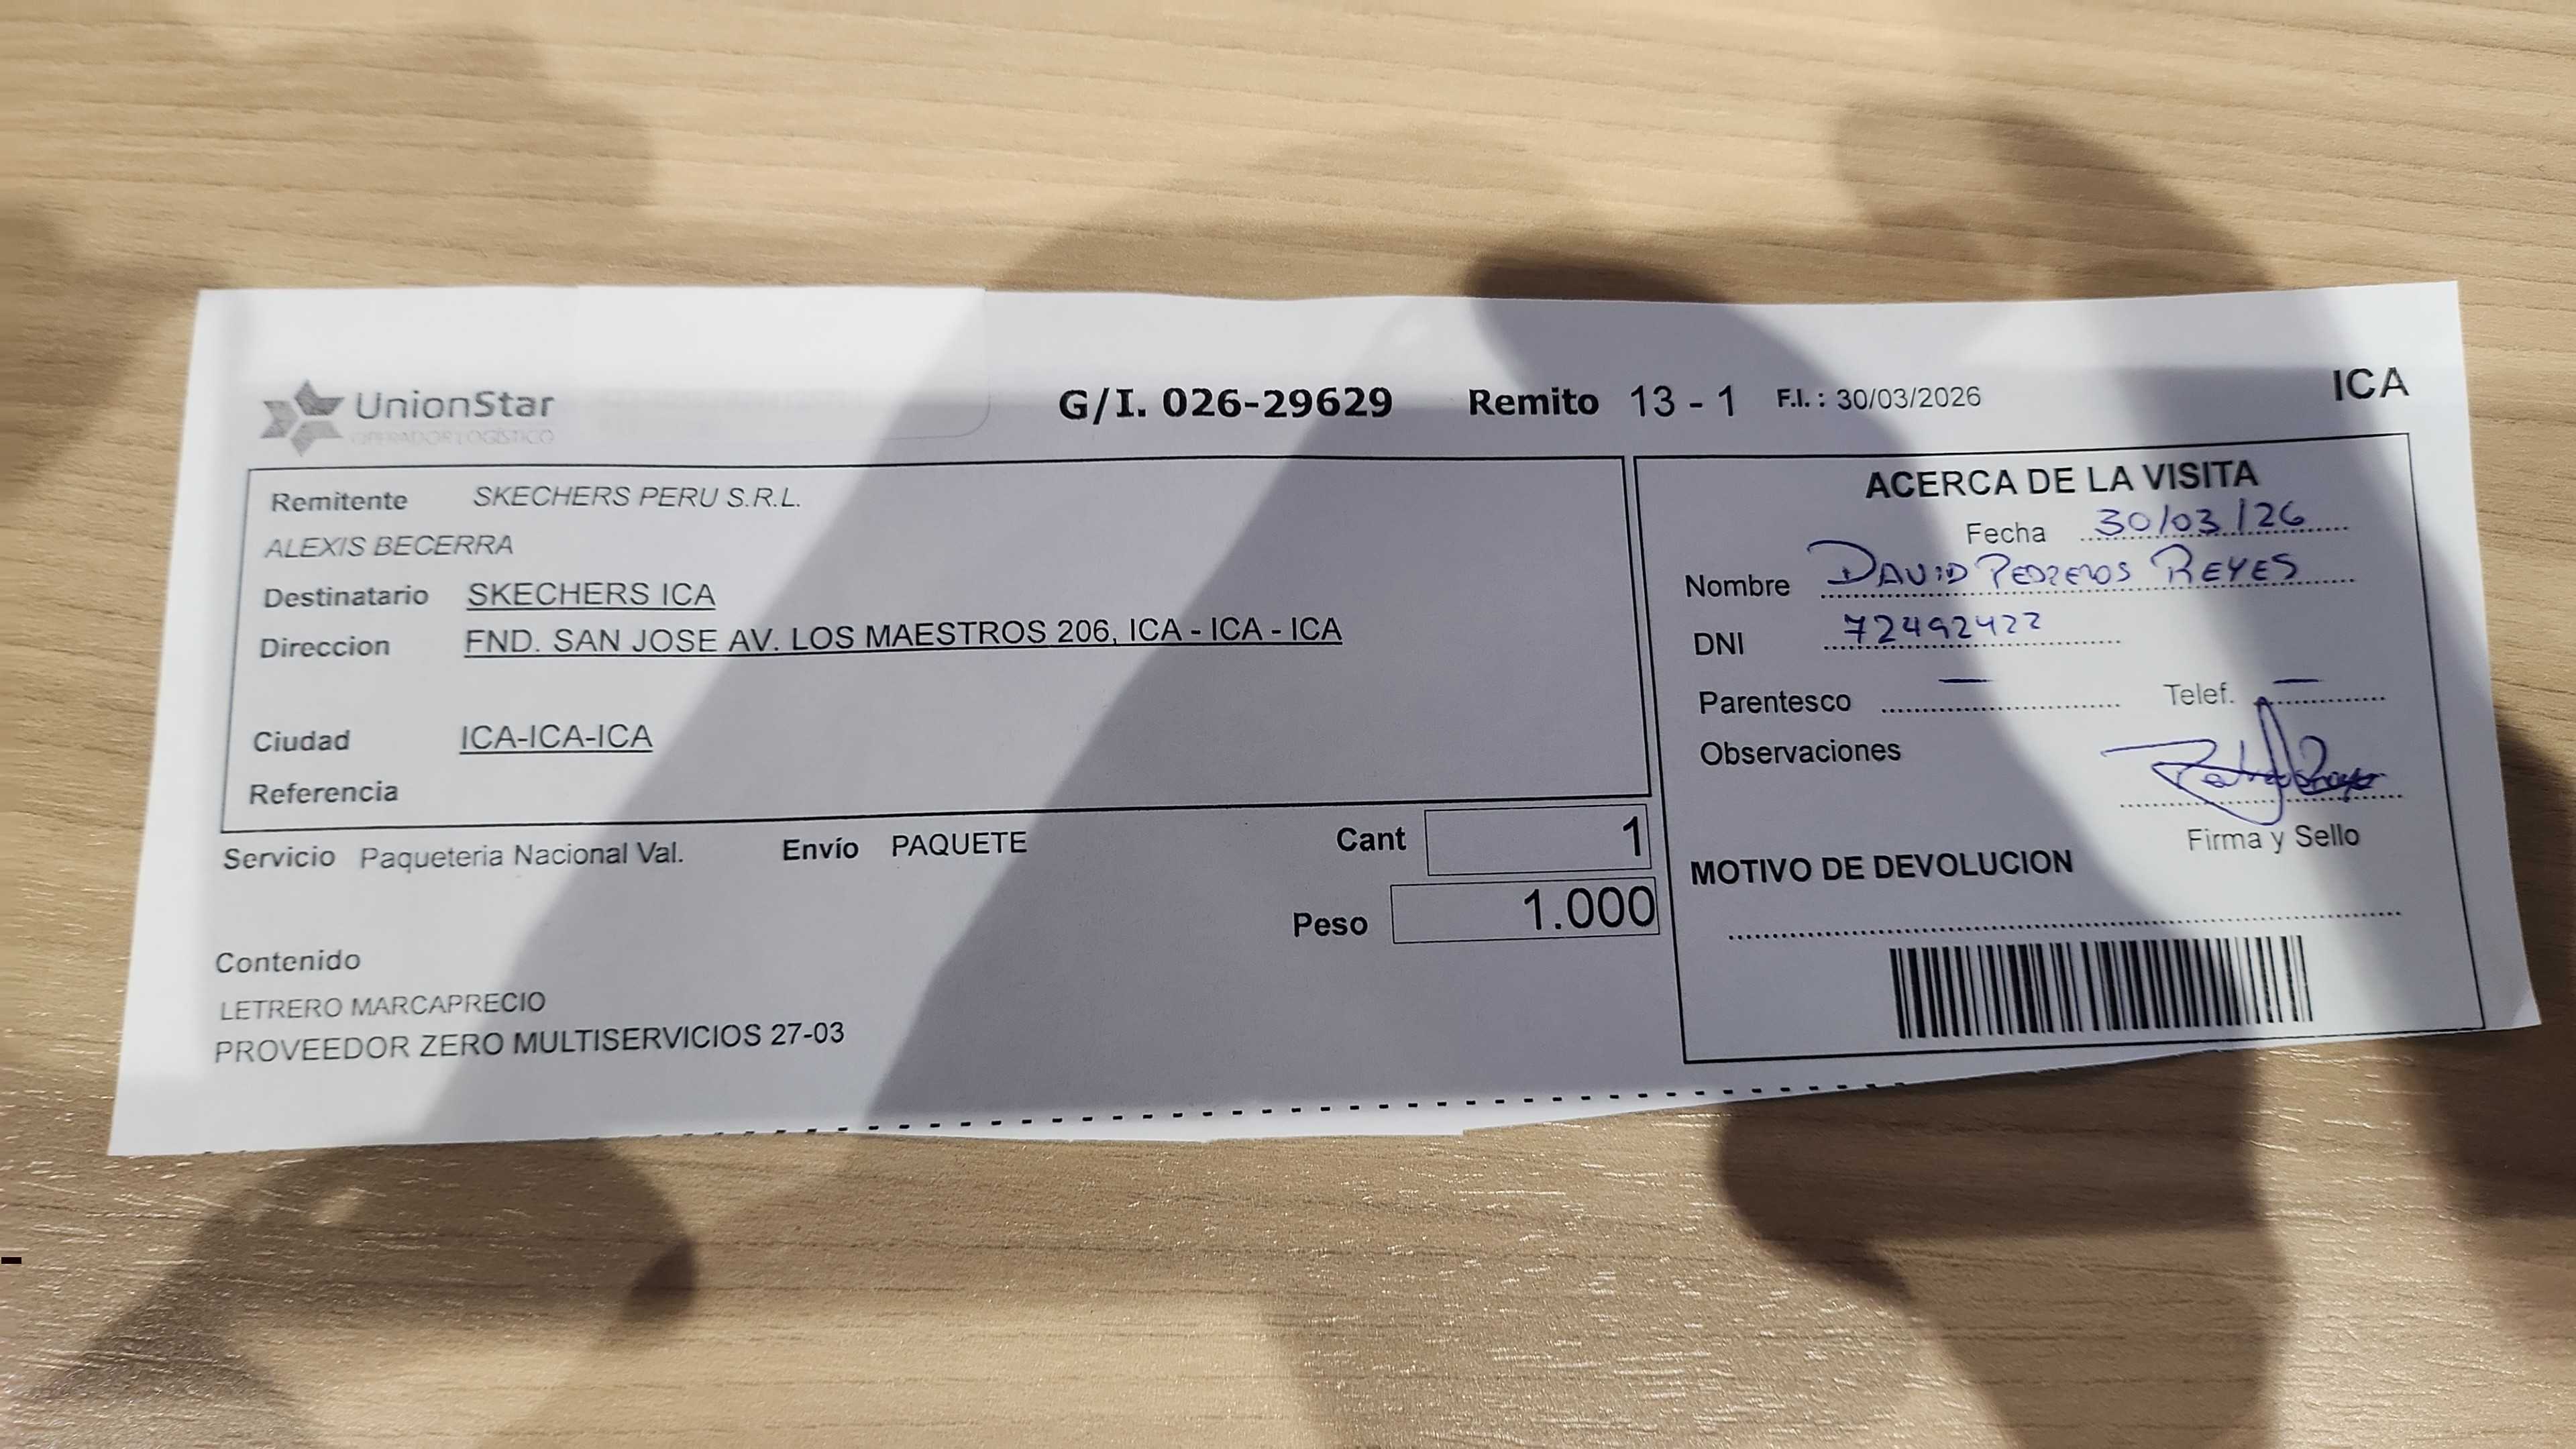 UnionStar
OPERADOR LOGÍSTICO
G/I. 026-29629 Remito 13 - 1 F.I. : 30/03/2026
ICA
Remitente SKECHERS PERU S.R.L.
ALEXIS BECERRA
Destinatario SKECHERS ICA
Direccion FND. SAN JOSE AV. LOS MAESTROS 206, ICA - ICA - ICA
Ciudad ICA-ICA-ICA
Referencia
Servicio Paqueteria Nacional Val. Envío PAQUETE Cant 1
Peso 1.000
Contenido
LETRERO MARCAPRECIO
PROVEEDOR ZERO MULTISERVICIOS 27-03
ACERCA DE LA VISITA
Fecha 30/03/26
Nombre DAVID PEDREROS REYES
DNI 72492422
Parentesco — Telef. —
Observaciones
Firma y Sello
MOTIVO DE DEVOLUCION